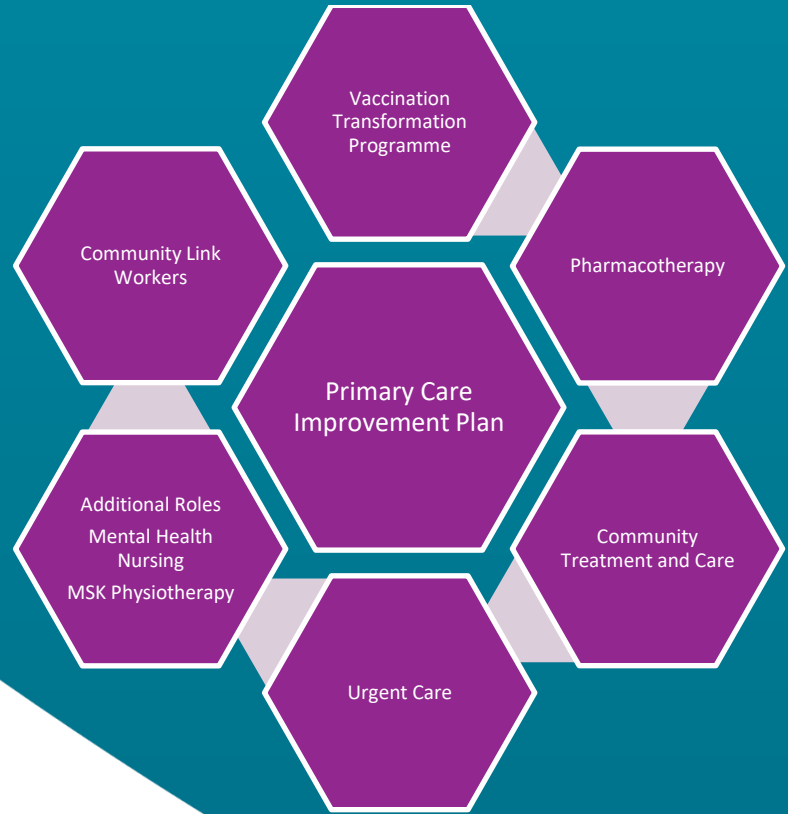 Vaccination
Transformation
Programme
Community Link
Workers
Pharmacotherapy
Primary Care
Improvement Plan
Additional Roles
Mental Health
Nursing
MSK Physiotherapy
Community
Treatment and Care
Urgent Care